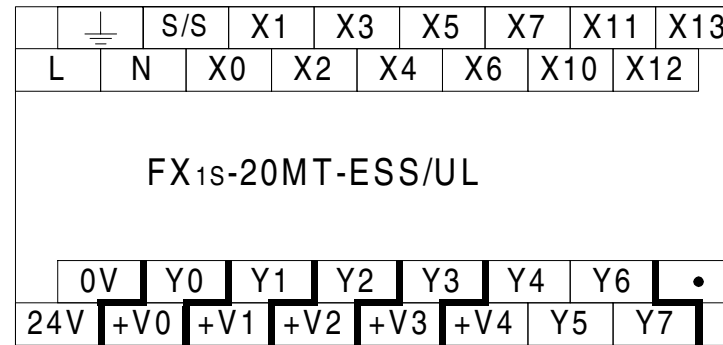 S/S X1 X3 X5 X7 X11 X13
L N X0 X2 X4 X6 X10 X12
FX1S-20MT-ESS/UL
0V Y0 Y1 Y2 Y3 Y4 Y6 •
24V +V0 +V1 +V2 +V3 +V4 Y5 Y7